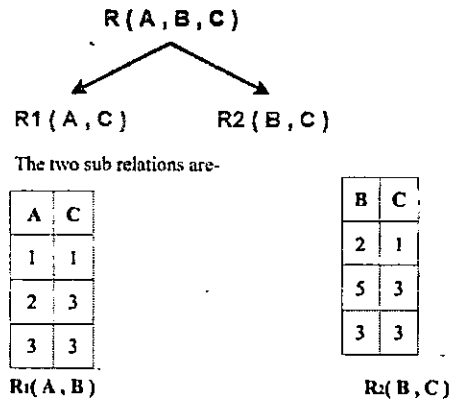 R(A,B,C)
R1(A,C) R2(B,C)
The two sub relations are-
A C
1 1
2 3
3 3
R1(A,B)
B C
2 1
5 3
3 3
R2(B,C)